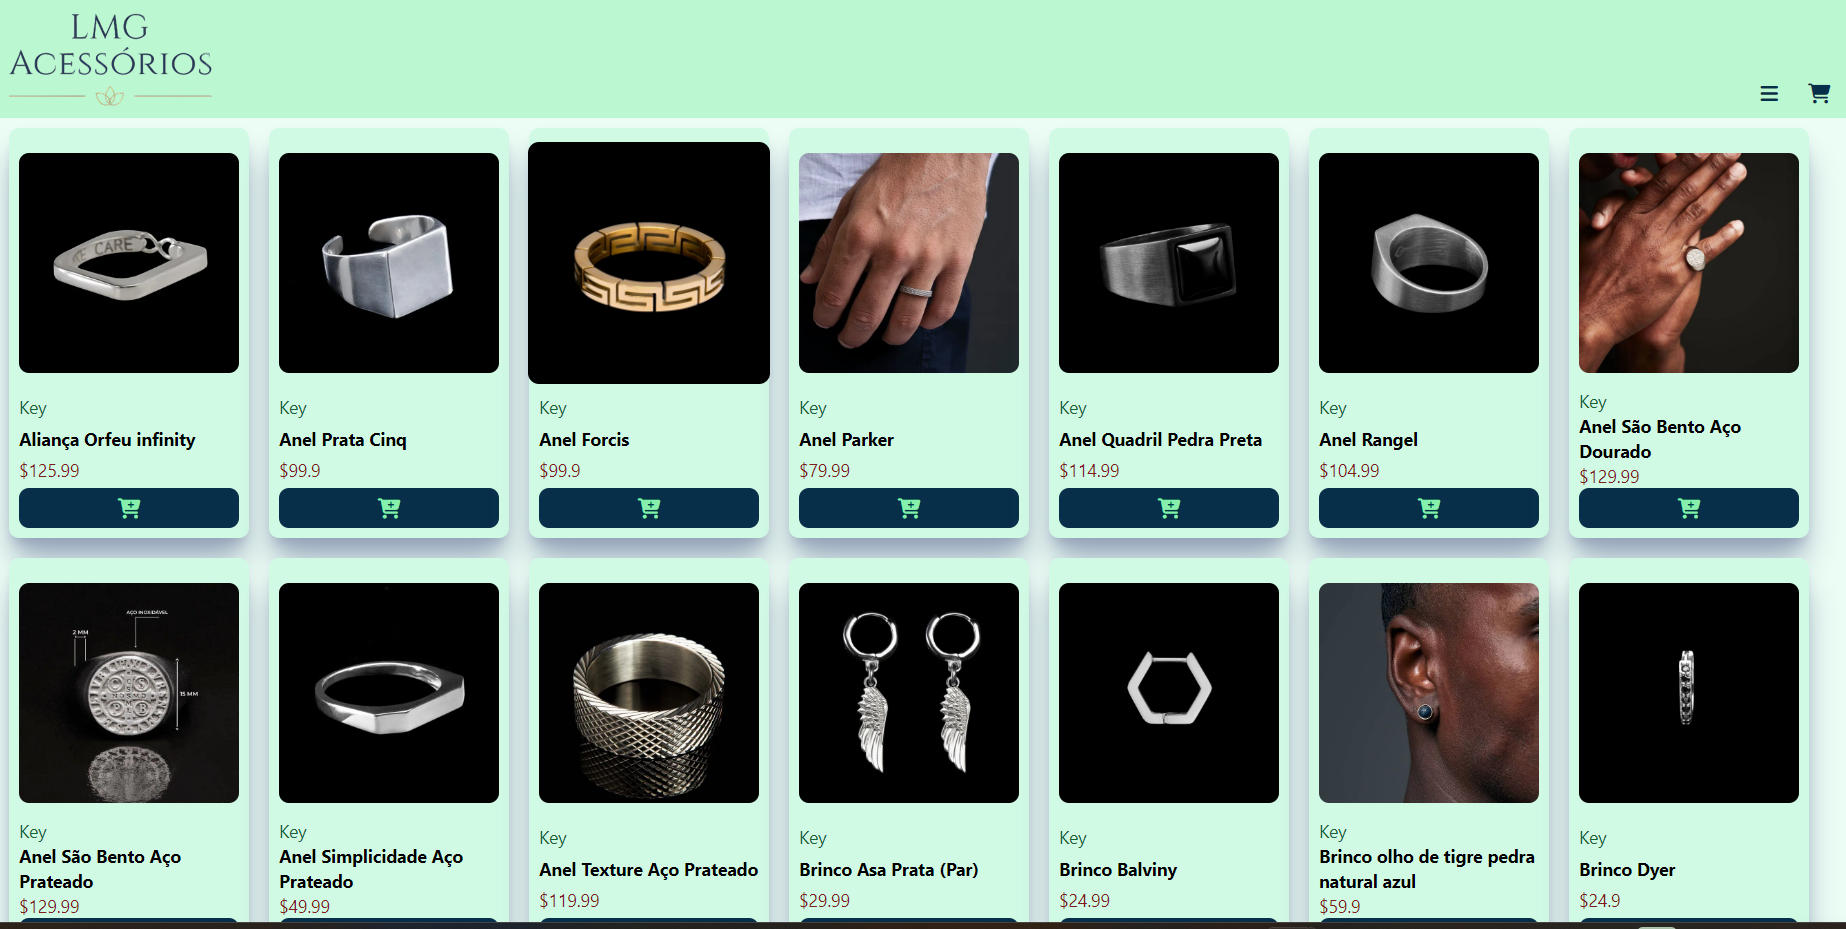 LMG
ACESSÓRIOS
CARE
Key
Aliança Orfeu infinity
$125.99
Key
Anel Prata Cinq
$99.9
Key
Anel Forcis
$99.9
Key
Anel Parker
$79.99
Key
Anel Quadril Pedra Preta
$114.99
Key
Anel Rangel
$104.99
Key
Anel São Bento Aço
Dourado
$129.99
AÇO INOXIDÁVEL
2 MM
15 MM
Key
Anel São Bento Aço
Prateado
$129.99
Key
Anel Simplicidade Aço
Prateado
$49.99
Key
Anel Texture Aço Prateado
$119.99
Key
Brinco Asa Prata (Par)
$29.99
Key
Brinco Balviny
$24.99
Key
Brinco olho de tigre pedra
natural azul
$59.9
Key
Brinco Dyer
$24.9